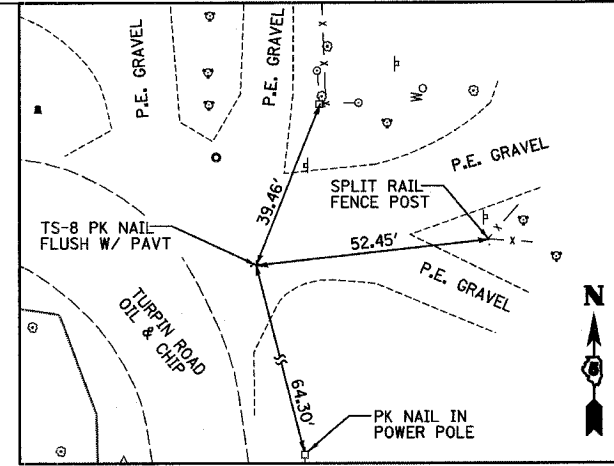 P.E. GRAVEL
P.E. GRAVEL
P.E. GRAVEL
SPLIT RAIL
FENCE POST
39.46'
TS-8 PK NAIL
FLUSH W/ PAVT
52.45'
P.E. GRAVEL
TURPIN ROAD
OIL & CHIP
N
64.30'
PK NAIL IN
POWER POLE